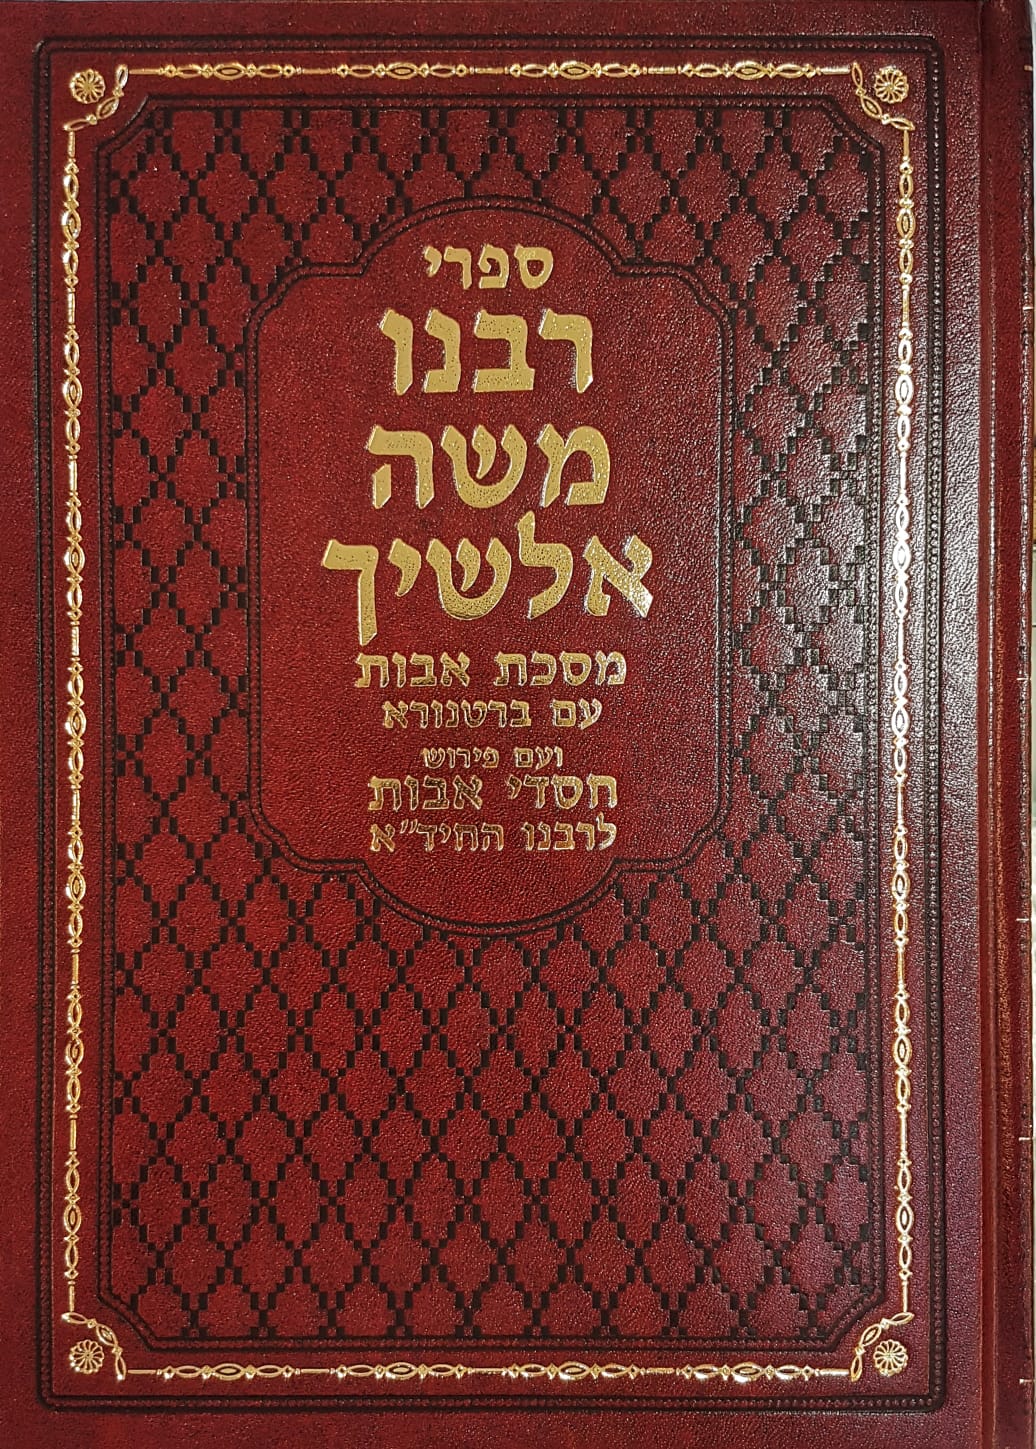 ספרי
רבנו
משה
אלשיך
מסכת אבות
עם ברטנורא
ועם פירוש
חסדי אבות
לרבנו החיד"א